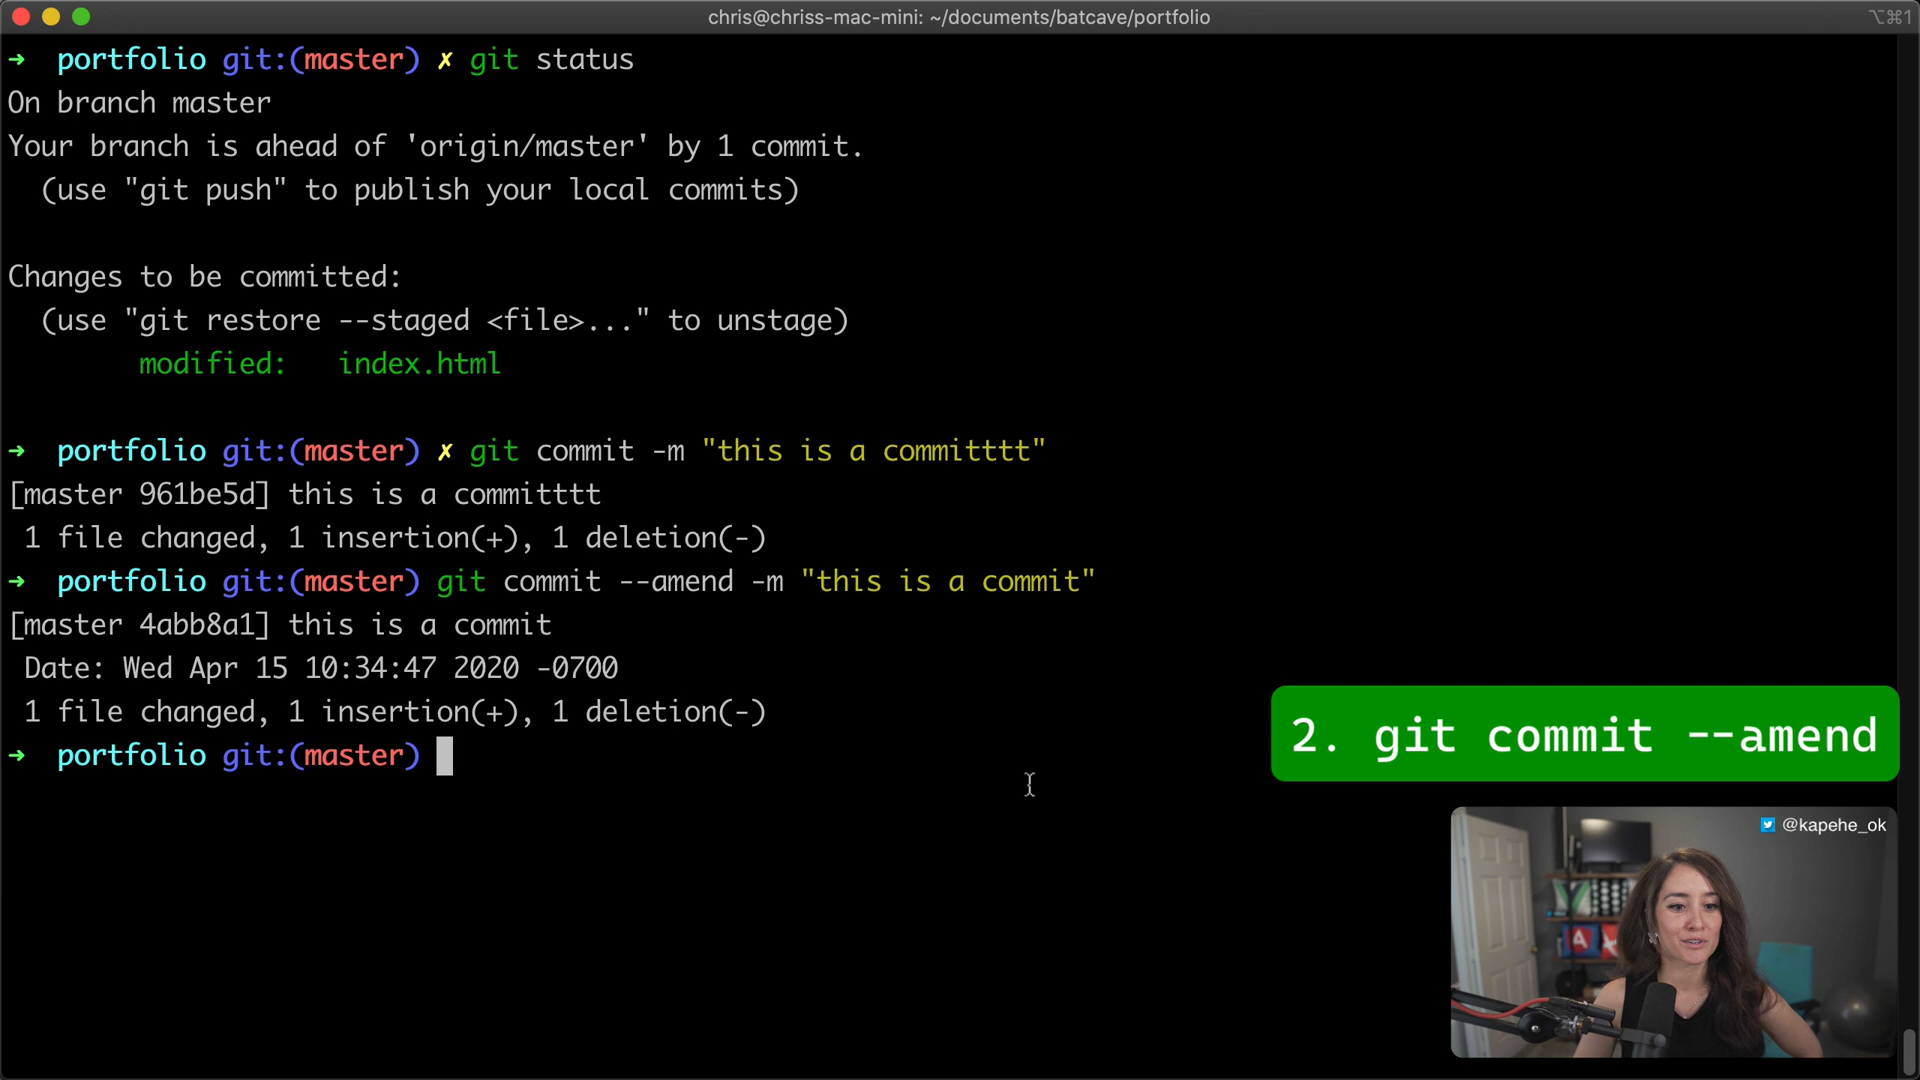 chris@chriss-mac-mini: ~/documents/batcave/portfolio
⌥⌘1
➜  portfolio git:(master) ✗ git status
On branch master
Your branch is ahead of 'origin/master' by 1 commit.
  (use "git push" to publish your local commits)
Changes to be committed:
  (use "git restore --staged <file>..." to unstage)
        modified:   index.html
➜  portfolio git:(master) ✗ git commit -m "this is a committtt"
[master 961be5d] this is a committtt
 1 file changed, 1 insertion(+), 1 deletion(-)
➜  portfolio git:(master) git commit --amend -m "this is a commit"
[master 4abb8a1] this is a commit
 Date: Wed Apr 15 10:34:47 2020 -0700
 1 file changed, 1 insertion(+), 1 deletion(-)
➜  portfolio git:(master)
2. git commit --amend
@kapehe_ok
A